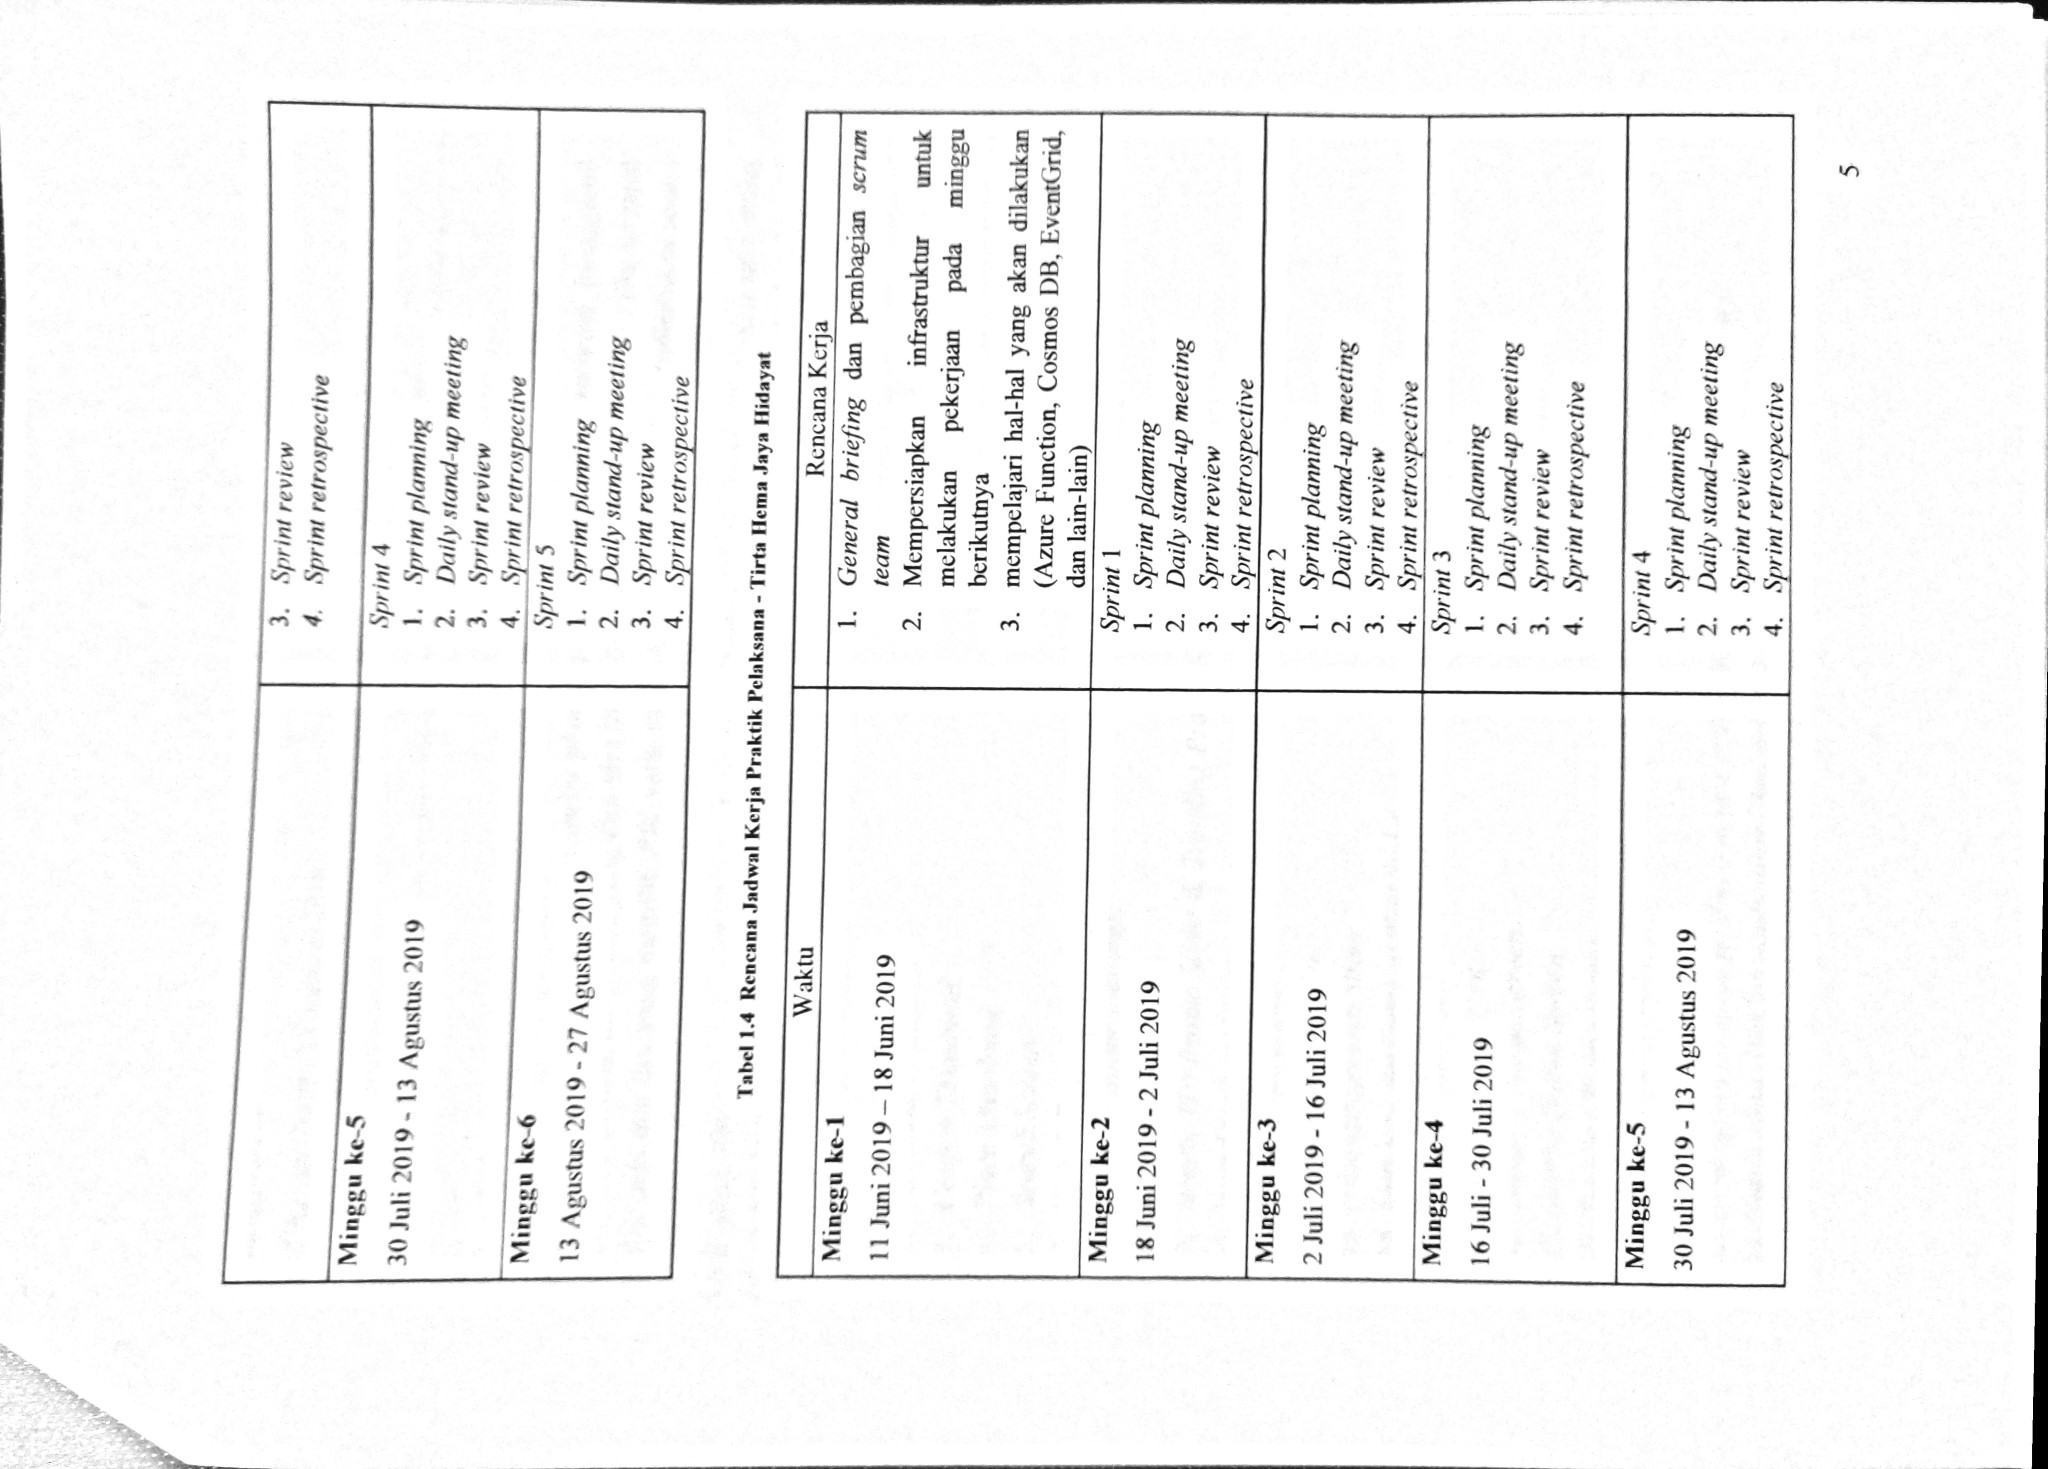 3. Sprint review
4. Sprint retrospective
Minggu ke-5
30 Juli 2019 - 13 Agustus 2019
Sprint 4
1. Sprint planning
2. Daily stand-up meeting
3. Sprint review
4. Sprint retrospective
Minggu ke-6
13 Agustus 2019 - 27 Agustus 2019
Sprint 5
1. Sprint planning
2. Daily stand-up meeting
3. Sprint review
4. Sprint retrospective
Tabel 1.4 Rencana Jadwal Kerja Praktik Pelaksana - Tirta Hema Jaya Hidayat
Waktu
Rencana Kerja
Minggu ke-1
11 Juni 2019 – 18 Juni 2019
1. General briefing dan pembagian scrum
team
2. Mempersiapkan infrastruktur untuk
melakukan pekerjaan pada minggu
berikutnya
3. mempelajari hal-hal yang akan dilakukan
(Azure Function, Cosmos DB, EventGrid,
dan lain-lain)
Minggu ke-2
18 Juni 2019 - 2 Juli 2019
Sprint 1
1. Sprint planning
2. Daily stand-up meeting
3. Sprint review
4. Sprint retrospective
Minggu ke-3
2 Juli 2019 - 16 Juli 2019
Sprint 2
1. Sprint planning
2. Daily stand-up meeting
3. Sprint review
4. Sprint retrospective
Minggu ke-4
16 Juli - 30 Juli 2019
Sprint 3
1. Sprint planning
2. Daily stand-up meeting
3. Sprint review
4. Sprint retrospective
Minggu ke-5
30 Juli 2019 - 13 Agustus 2019
Sprint 4
1. Sprint planning
2. Daily stand-up meeting
3. Sprint review
4. Sprint retrospective
5